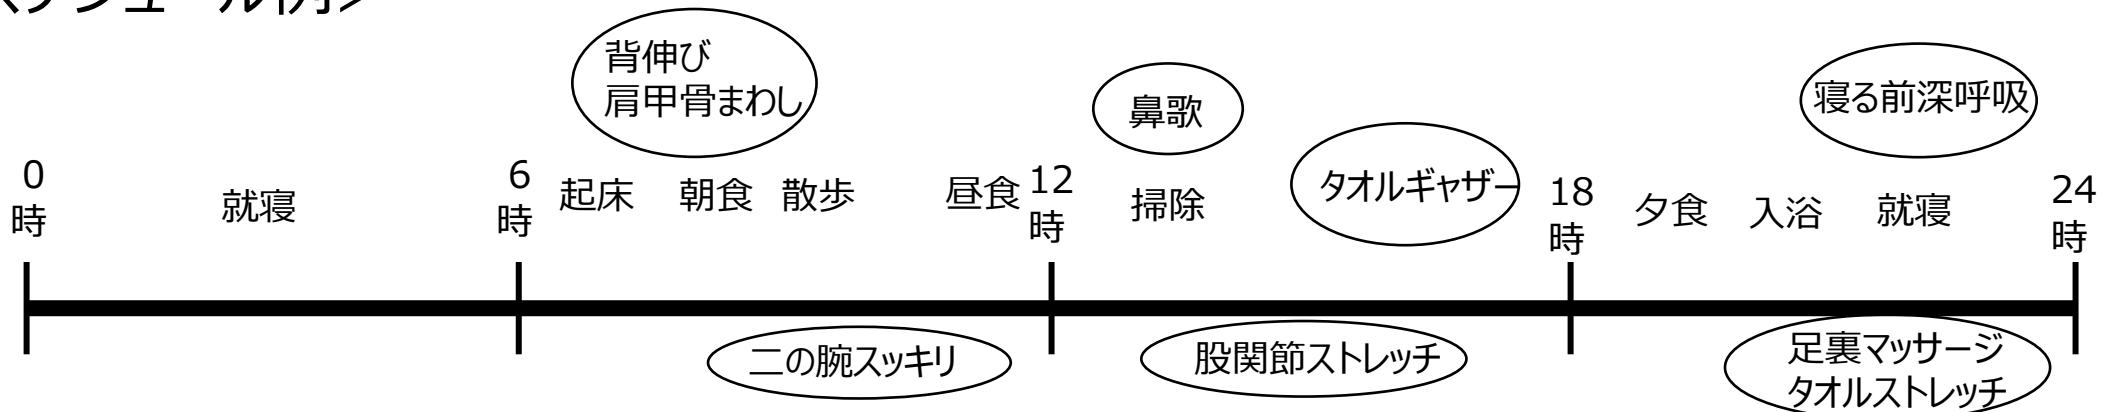 背伸び
肩甲骨まわし
鼻歌
寝る前深呼吸
タオルギャザー
0
時
就寝
6
時
起床
朝食
散歩
昼食
12
時
掃除
18
時
夕食
入浴
就寝
24
時
二の腕スッキリ
股関節ストレッチ
足裏マッサージ
タオルストレッチ